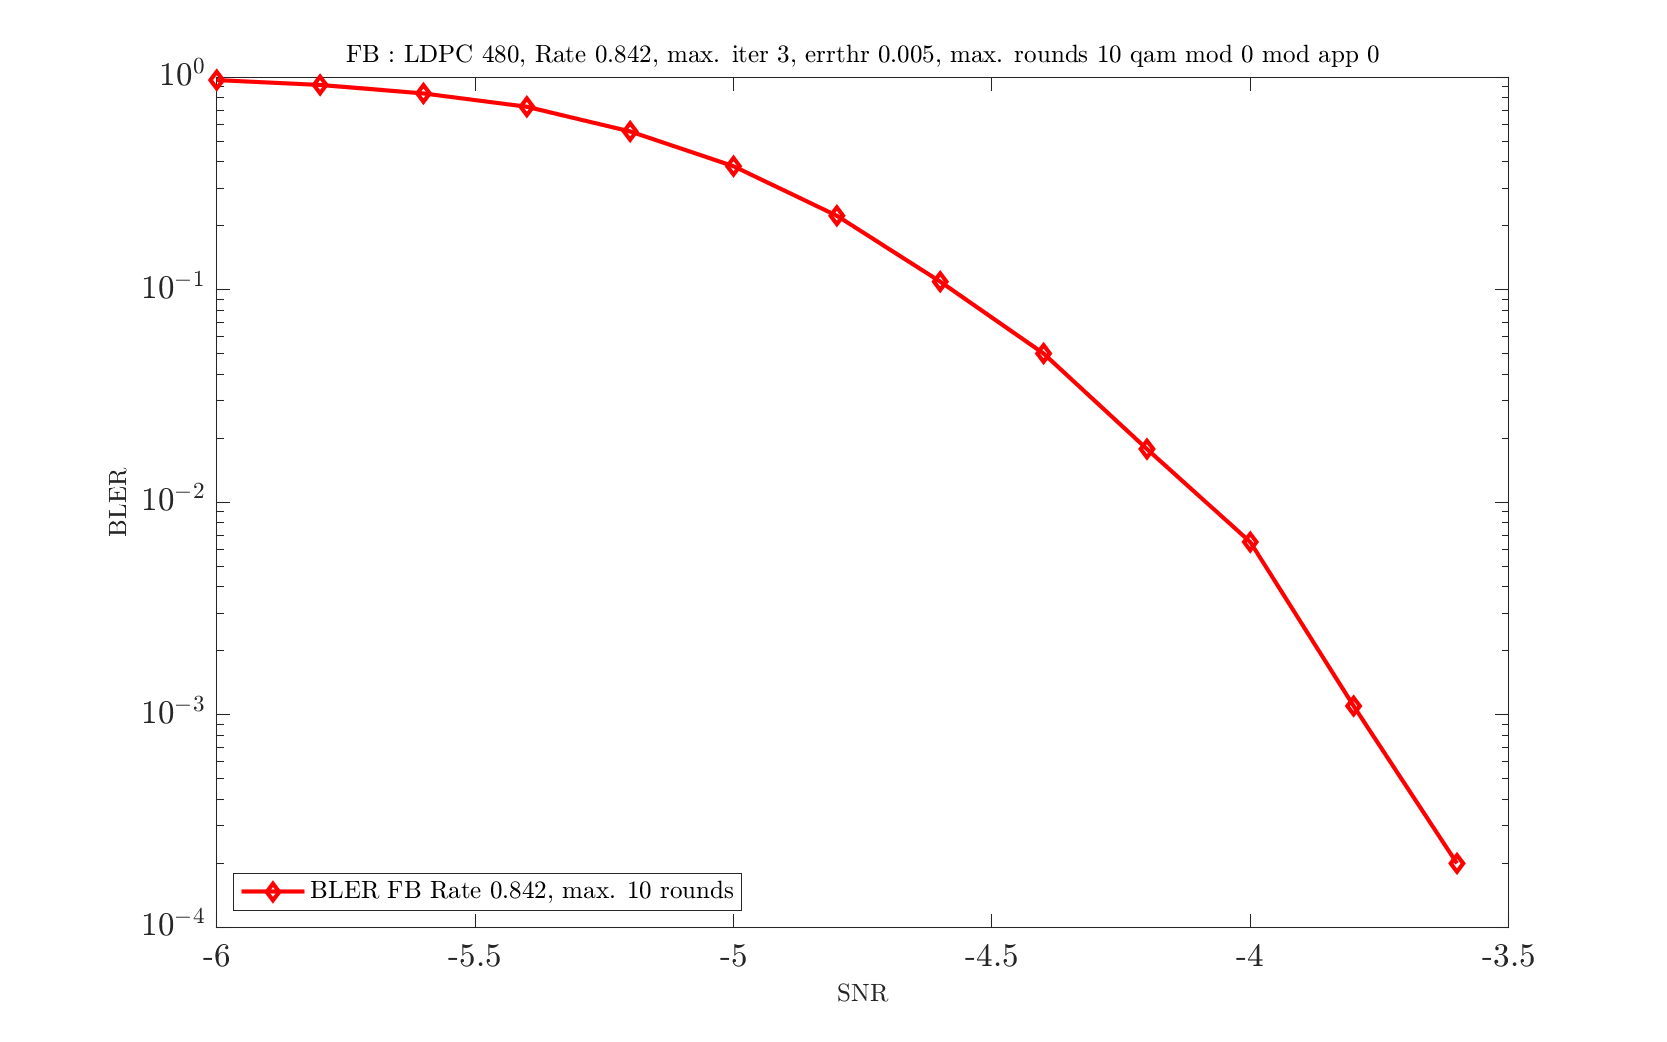 FB : LDPC 480, Rate 0.842, max. iter 3, errthr 0.005, max. rounds 10 qam mod 0 mod app 0
10⁰
10⁻¹
10⁻²
10⁻³
10⁻⁴
BLER
BLER FB Rate 0.842, max. 10 rounds
-6 -5.5 -5 -4.5 -4 -3.5
SNR